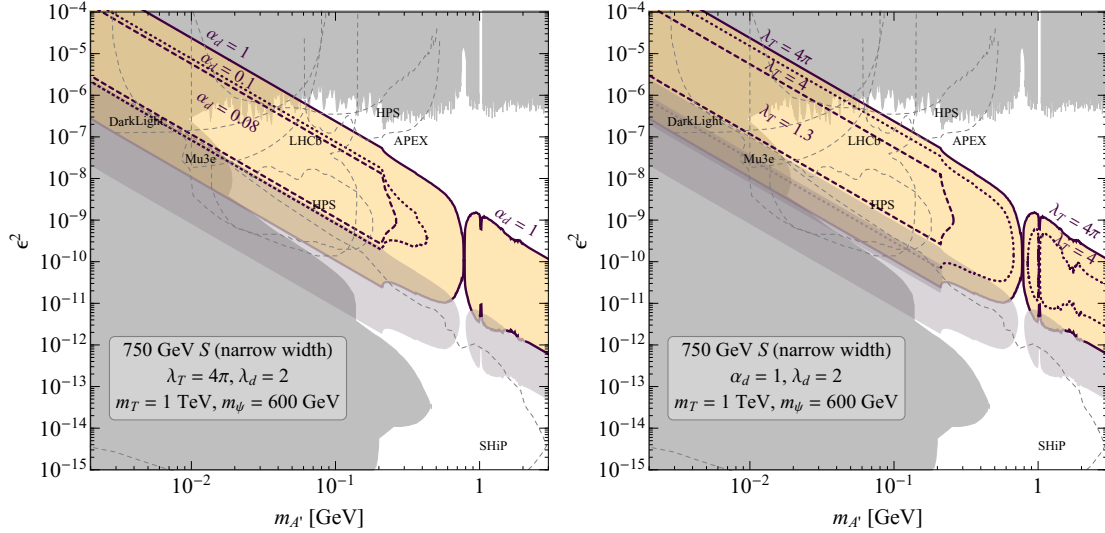 10⁻⁴
10⁻⁵
10⁻⁶
10⁻⁷
10⁻⁸
10⁻⁹
10⁻¹⁰
10⁻¹¹
10⁻¹²
10⁻¹³
10⁻¹⁴
10⁻¹⁵
ϵ²
α_d = 1
α_d = 0.1
α_d = 0.08
HPS
DarkLight
LHCb
APEX
Mu3e
HPS
α_d = 1
750 GeV S (narrow width)
λ_T = 4π, λ_d = 2
m_T = 1 TeV, m_ψ = 600 GeV
SHiP
10⁻²
10⁻¹
1
m_A' [GeV]
10⁻⁴
10⁻⁵
10⁻⁶
10⁻⁷
10⁻⁸
10⁻⁹
10⁻¹⁰
10⁻¹¹
10⁻¹²
10⁻¹³
10⁻¹⁴
10⁻¹⁵
ϵ²
λ_T = 4π
λ_T = 4
λ_T > 1.3
HPS
DarkLight
LHCb
APEX
Mu3e
HPS
λ_T = 4π
λ_T = 4
750 GeV S (narrow width)
α_d = 1, λ_d = 2
m_T = 1 TeV, m_ψ = 600 GeV
SHiP
10⁻²
10⁻¹
1
m_A' [GeV]